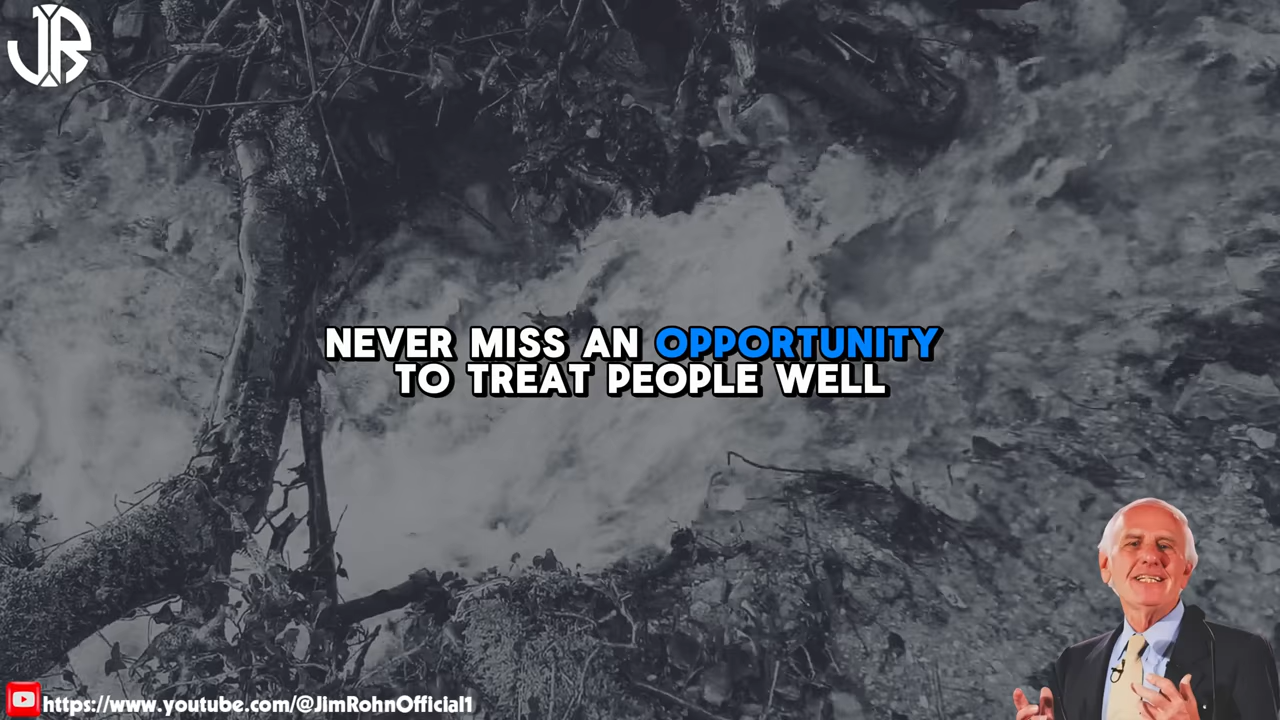 JR
NEVER MISS AN OPPORTUNITY
TO TREAT PEOPLE WELL
https://www.youtube.com/@JimRohnOfficial1